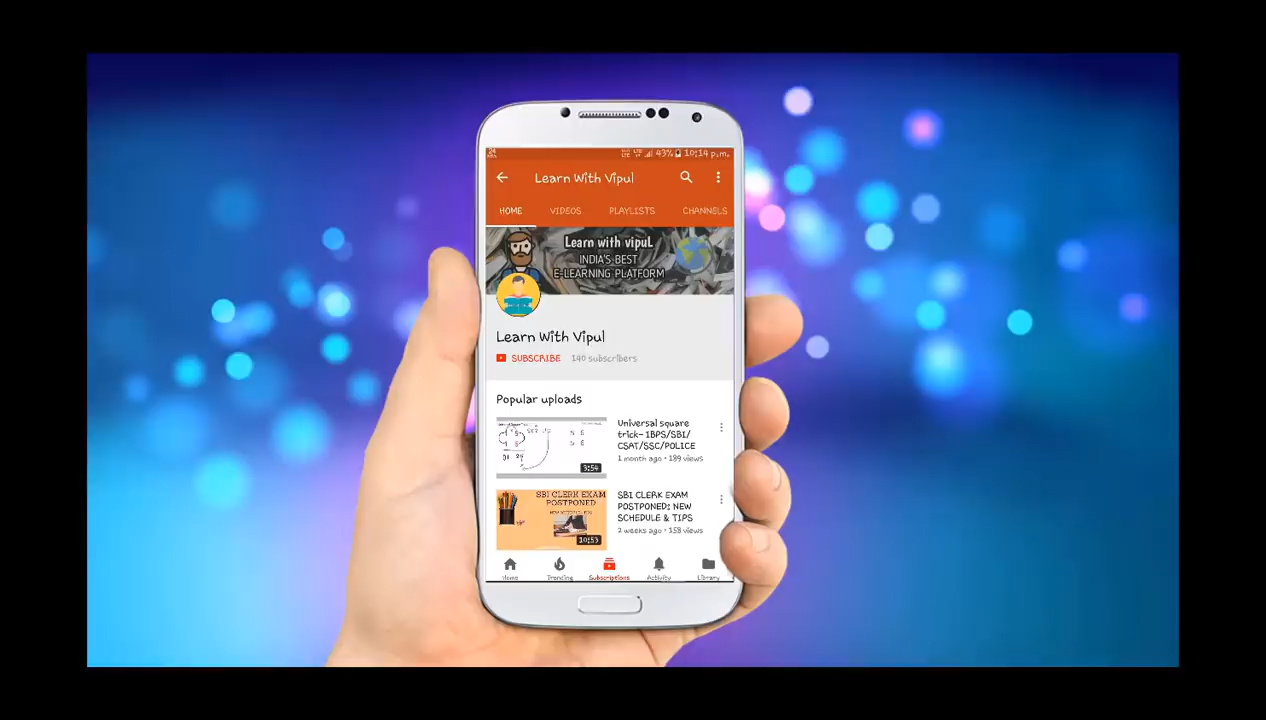 43% 10:14 p.m.
Learn With Vipul
HOME VIDEOS PLAYLISTS CHANNELS
Learn with vipuL
INDIA'S BEST
E-LEARNING PLATFORM
Learn With Vipul
SUBSCRIBE 140 subscribers
Popular uploads
Universal square
trick- IBPS/SBI/
CSAT/SSC/POLICE
1 month ago • 189 views
3:54
SBI CLERK EXAM
POSTPONED
10:53
SBI CLERK EXAM
POSTPONED; NEW
SCHEDULE & TIPS
2 weeks ago • 158 views
Home Trending Subscriptions Activity Library